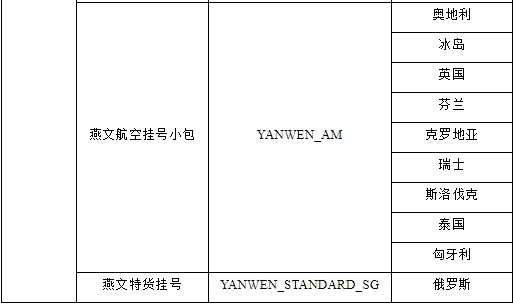 奥地利
冰岛
英国
芬兰
燕文航空挂号小包 YANWEN_AM 克罗地亚
瑞士
斯洛伐克
泰国
匈牙利
燕文特货挂号 YANWEN_STANDARD_SG 俄罗斯